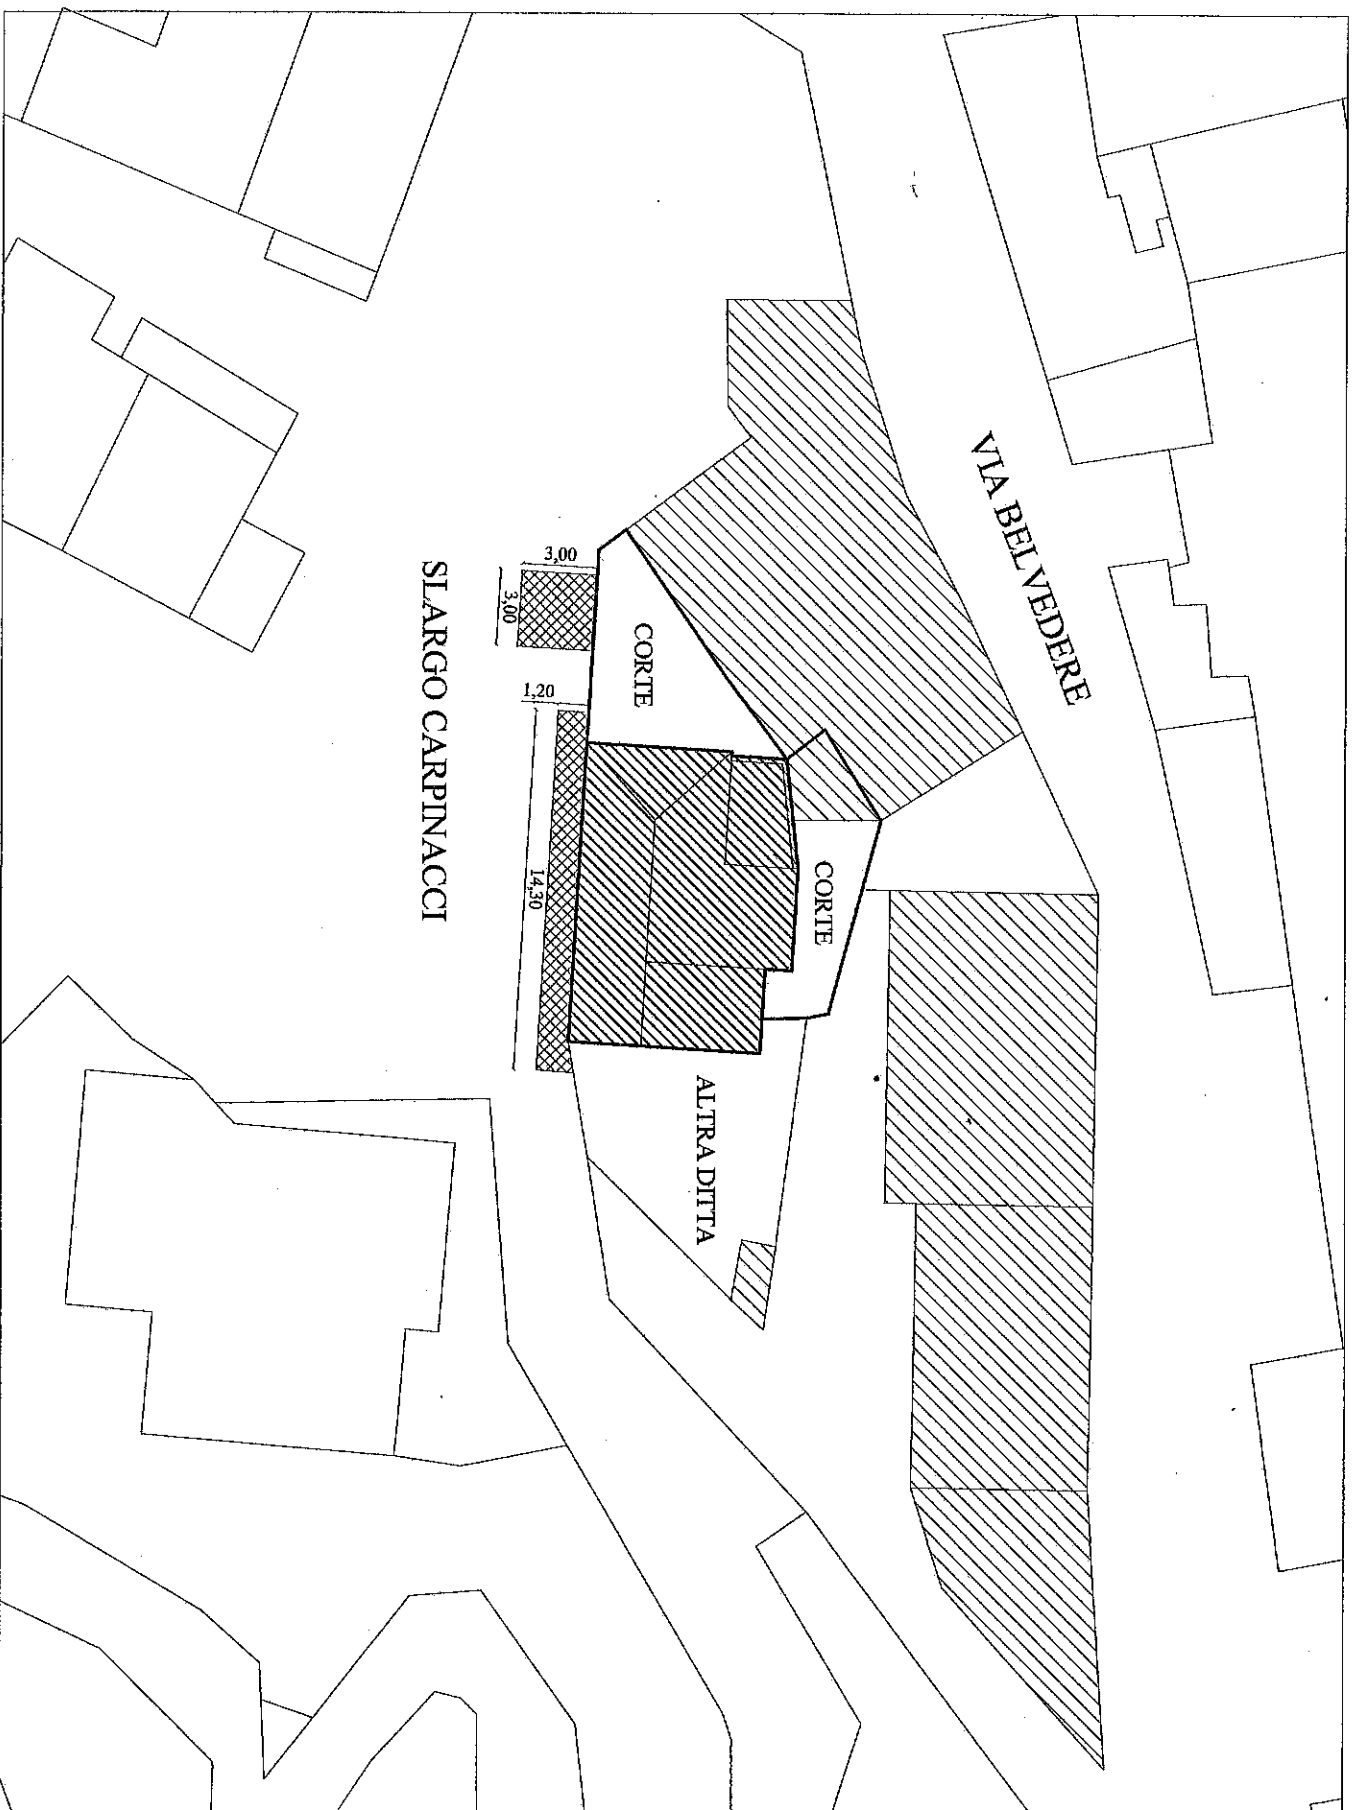 VIA BELVEDERE
3,00
3,00
CORTE
1,20
SLARGO CARPINACCI
CORTE
14,30
ALTRA DITTA